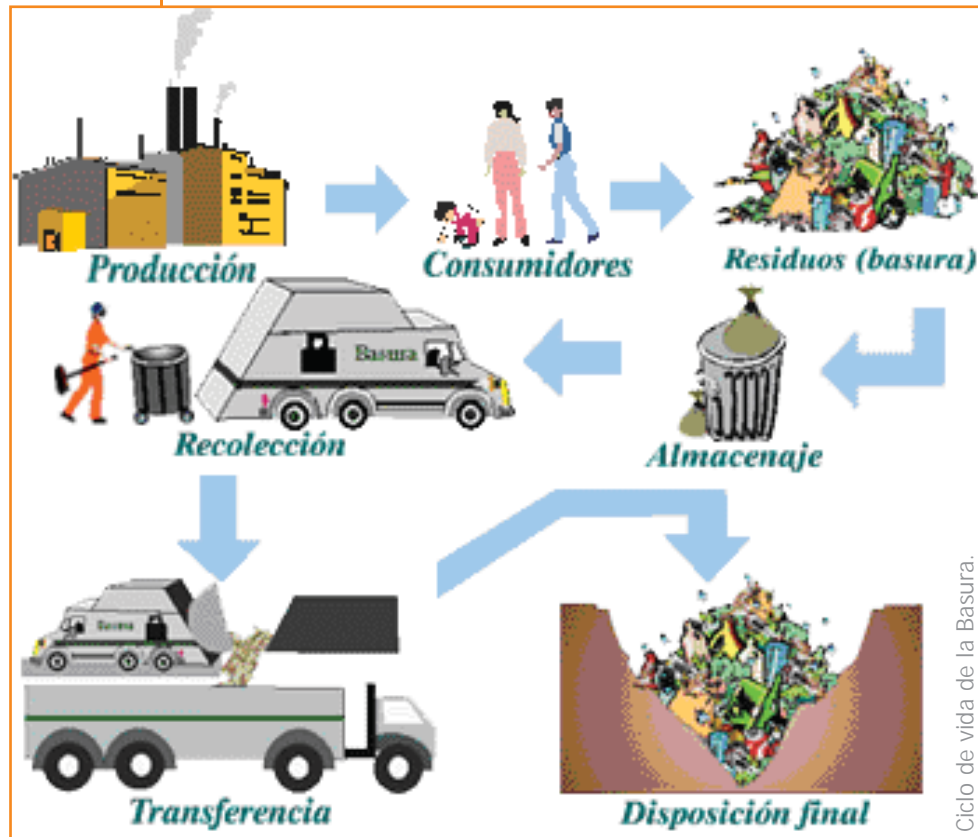 Producción
Consumidores
Residuos (basura)
Basura
Recolección
Almacenaje
Basura
Transferencia
Disposición final
Ciclo de vida de la Basura.